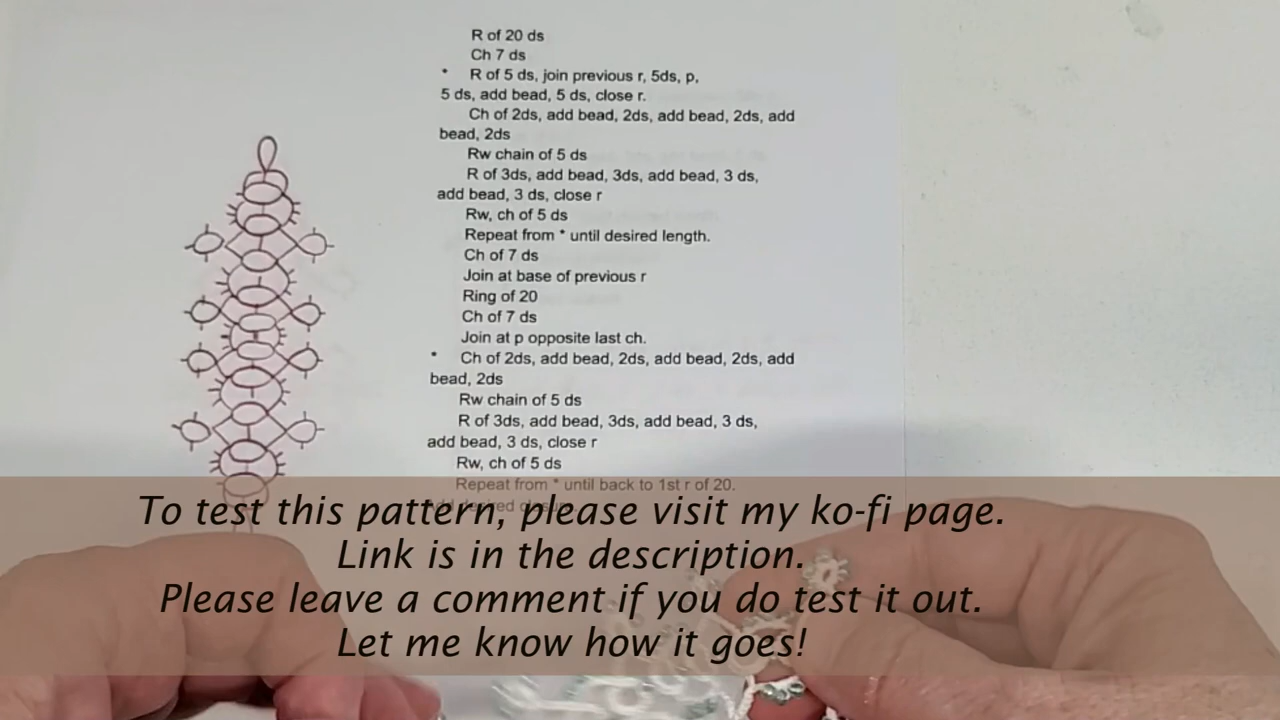 R of 20 ds
Ch 7 ds
* R of 5 ds, join previous r, 5ds, p,
5 ds, add bead, 5 ds, close r.
Ch of 2ds, add bead, 2ds, add bead, 2ds, add
bead, 2ds
Rw chain of 5 ds
R of 3ds, add bead, 3ds, add bead, 3 ds,
add bead, 3 ds, close r
Rw, ch of 5 ds
Repeat from * until desired length.
Ch of 7 ds
Join at base of previous r
Ring of 20
Ch of 7 ds
Join at p opposite last ch.
* Ch of 2ds, add bead, 2ds, add bead, 2ds, add
bead, 2ds
Rw chain of 5 ds
R of 3ds, add bead, 3ds, add bead, 3 ds,
add bead, 3 ds, close r
Rw, ch of 5 ds
Repeat from * until back to 1st r of 20.
desired
To test this pattern, please visit my ko-fi page.
Link is in the description.
Please leave a comment if you do test it out.
Let me know how it goes!